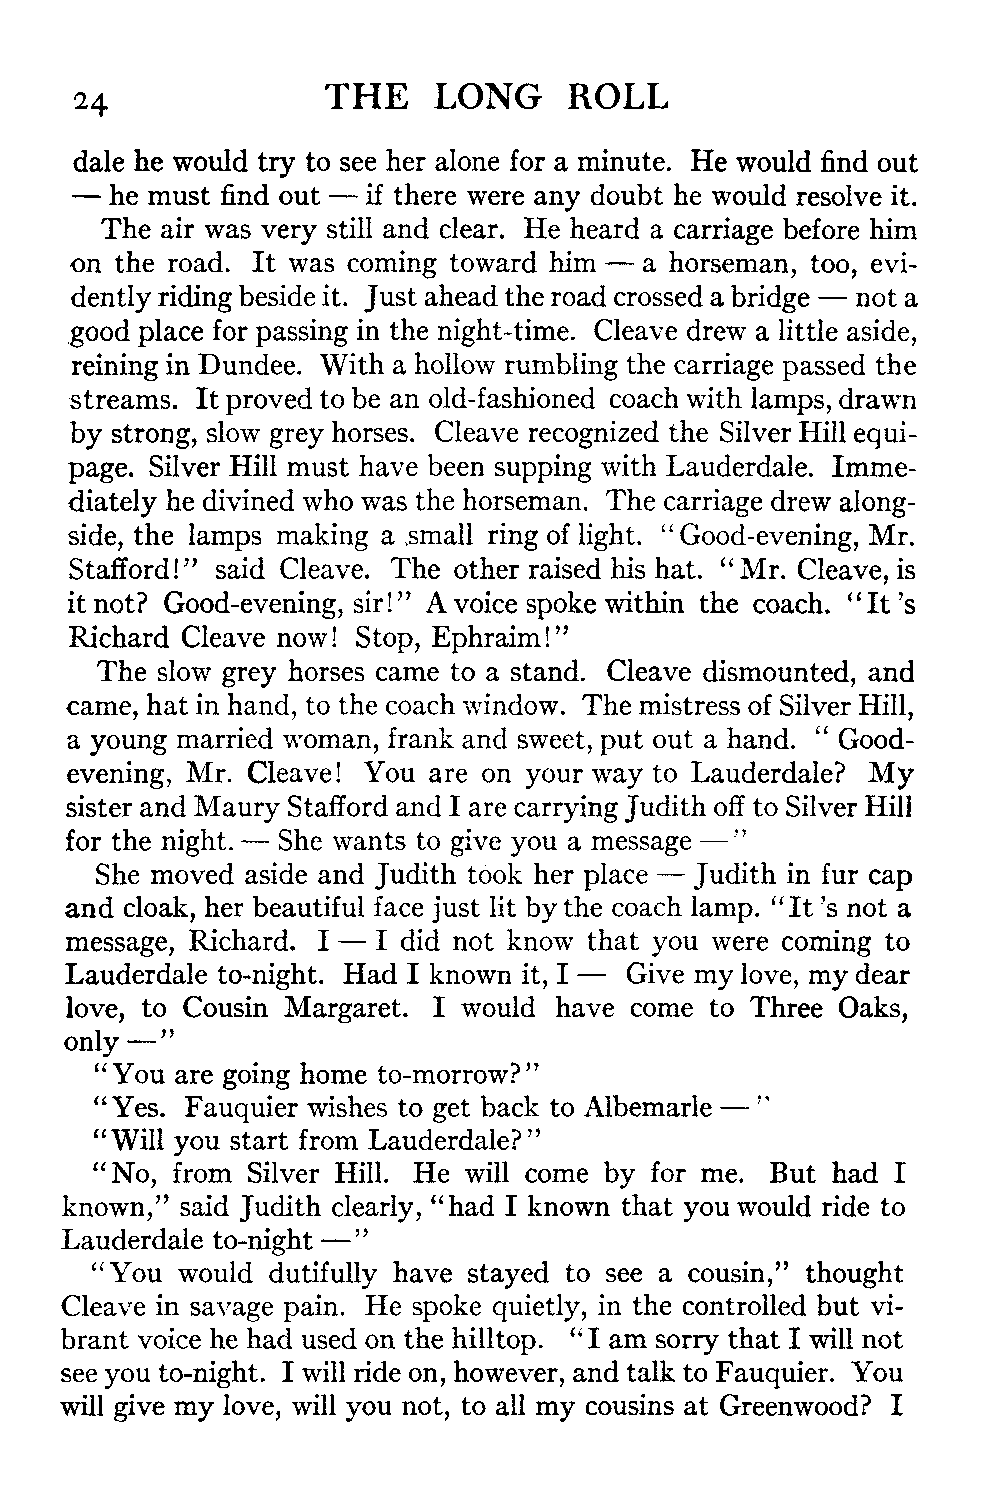 24 THE LONG ROLL
dale he would try to see her alone for a minute. He would find out
— he must find out — if there were any doubt he would resolve it.
The air was very still and clear. He heard a carriage before him
on the road. It was coming toward him — a horseman, too, evi-
dently riding beside it. Just ahead the road crossed a bridge — not a
good place for passing in the night-time. Cleave drew a little aside,
reining in Dundee. With a hollow rumbling the carriage passed the
streams. It proved to be an old-fashioned coach with lamps, drawn
by strong, slow grey horses. Cleave recognized the Silver Hill equi-
page. Silver Hill must have been supping with Lauderdale. Imme-
diately he divined who was the horseman. The carriage drew along-
side, the lamps making a small ring of light. "Good-evening, Mr.
Stafford!" said Cleave. The other raised his hat. "Mr. Cleave, is
it not? Good-evening, sir!" A voice spoke within the coach. "It 's
Richard Cleave now! Stop, Ephraim!"
The slow grey horses came to a stand. Cleave dismounted, and
came, hat in hand, to the coach window. The mistress of Silver Hill,
a young married woman, frank and sweet, put out a hand. "Good-
evening, Mr. Cleave! You are on your way to Lauderdale? My
sister and Maury Stafford and I are carrying Judith off to Silver Hill
for the night. — She wants to give you a message —"
She moved aside and Judith took her place — Judith in fur cap
and cloak, her beautiful face just lit by the coach lamp. "It 's not a
message, Richard. I — I did not know that you were coming to
Lauderdale to-night. Had I known it, I — Give my love, my dear
love, to Cousin Margaret. I would have come to Three Oaks,
only —"
"You are going home to-morrow?"
"Yes. Fauquier wishes to get back to Albemarle —"
"Will you start from Lauderdale?"
"No, from Silver Hill. He will come by for me. But had I
known," said Judith clearly, "had I known that you would ride to
Lauderdale to-night —"
"You would dutifully have stayed to see a cousin," thought
Cleave in savage pain. He spoke quietly, in the controlled but vi-
brant voice he had used on the hilltop. "I am sorry that I will not
see you to-night. I will ride on, however, and talk to Fauquier. You
will give my love, will you not, to all my cousins at Greenwood? I